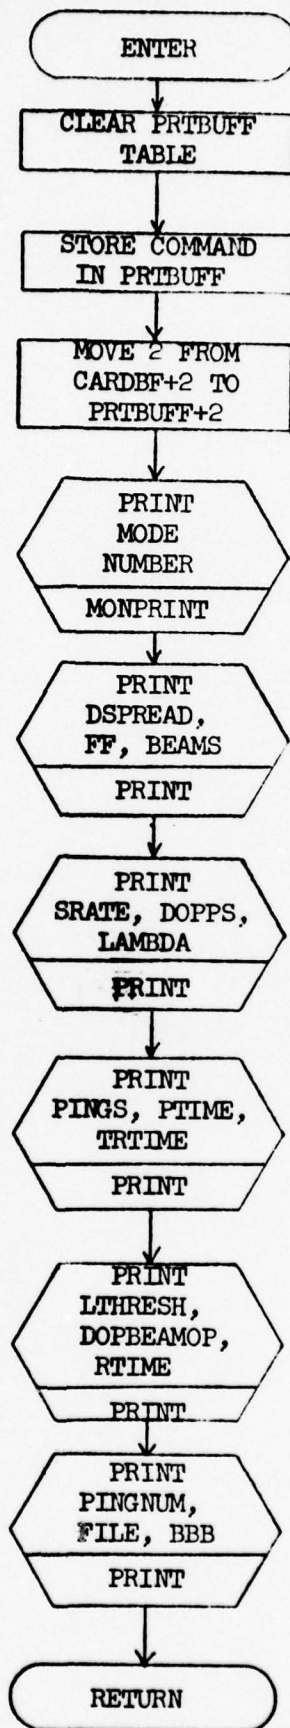 ENTER
CLEAR PRTBUFF
TABLE
STORE COMMAND
IN PRTBUFF
MOVE 2 FROM
CARDBF+2 TO
PRTBUFF+2
PRINT
MODE
NUMBER
MONPRINT
PRINT
DSPREAD,
FF, BEAMS
PRINT
PRINT
SRATE, DOPPS,
LAMBDA
PRINT
PRINT
PINGS, PTIME,
TRTIME
PRINT
PRINT
LTHRESH,
DOPBEAMOP,
RTIME
PRINT
PRINT
PINGNUM,
FILE, BBB
PRINT
RETURN